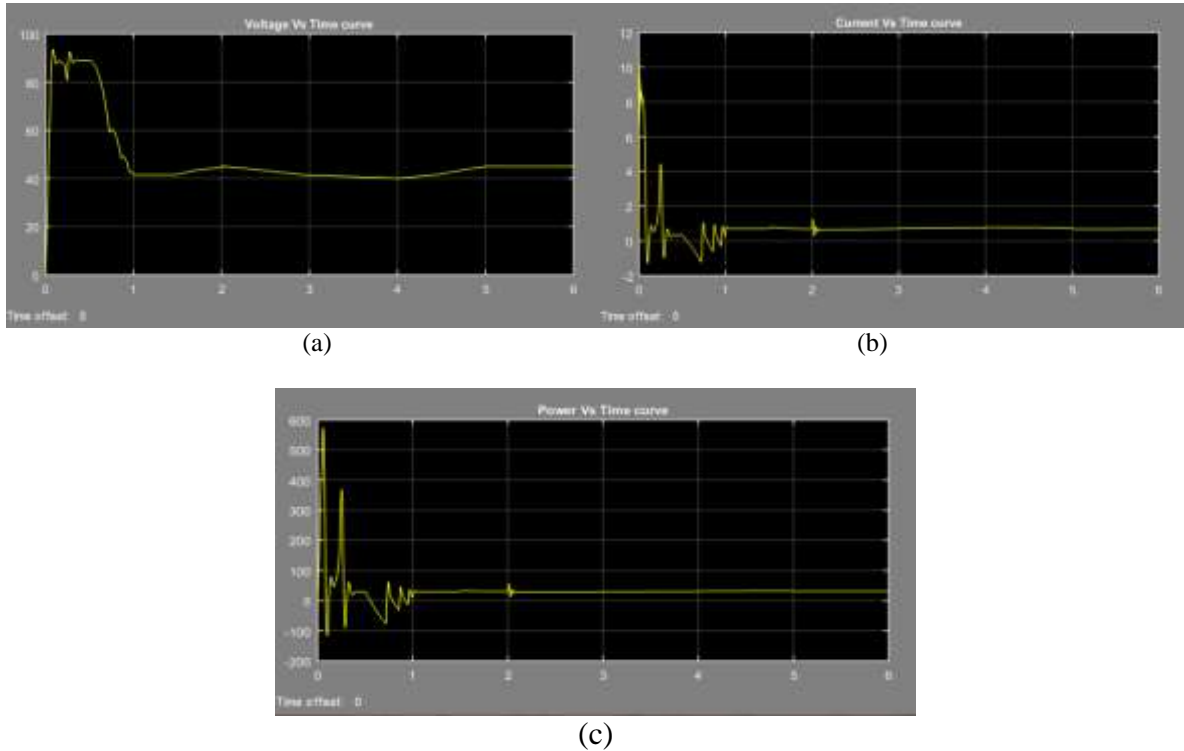 Voltage Vs Time curve
100
80
60
40
20
0
0 1 2 3 4 5 6
Time offset: 0
(a)
Current Vs Time curve
12
10
8
6
4
2
0
-2
0 1 2 3 4 5 6
Time offset: 0
(b)
Power Vs Time curve
600
500
400
300
200
100
0
-100
-200
0 1 2 3 4 5 6
Time offset: 0
(c)